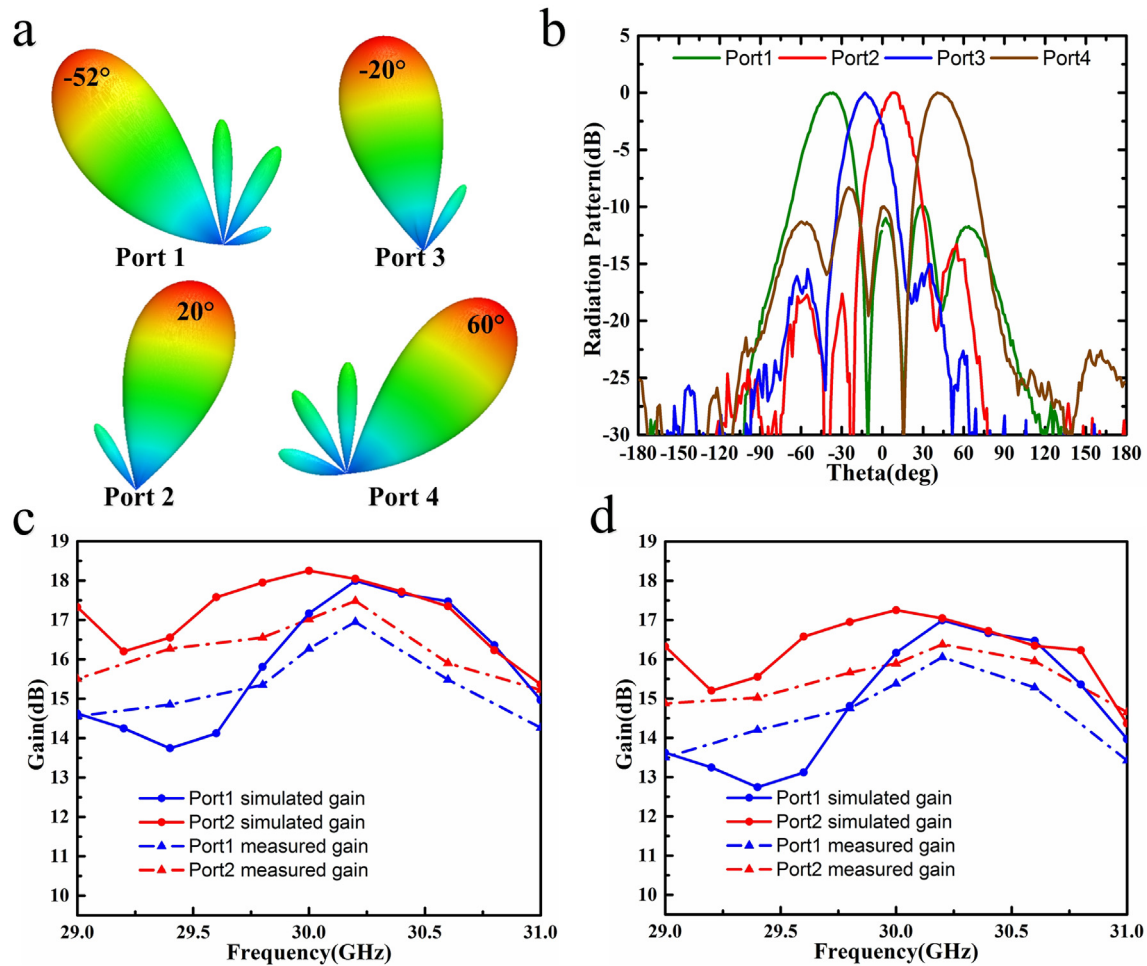 a
-52°
-20°
Port 1
Port 3
20°
60°
Port 2
Port 4
b
Port1 Port2 Port3 Port4
5
0
-5
-10
-15
-20
-25
-30
Radiation Pattern(dB)
-180 -150 -120 -90 -60 -30 0 30 60 90 120 150 180
Theta(deg)
c
19
18
17
16
15
14
13
12
11
10
Gain(dB)
Port1 simulated gain
Port2 simulated gain
Port1 measured gain
Port2 measured gain
29.0 29.5 30.0 30.5 31.0
Frequency(GHz)
d
19
18
17
16
15
14
13
12
11
10
Gain(dB)
Port1 simulated gain
Port2 simulated gain
Port1 measured gain
Port2 measured gain
29.0 29.5 30.0 30.5 31.0
Frequency(GHz)